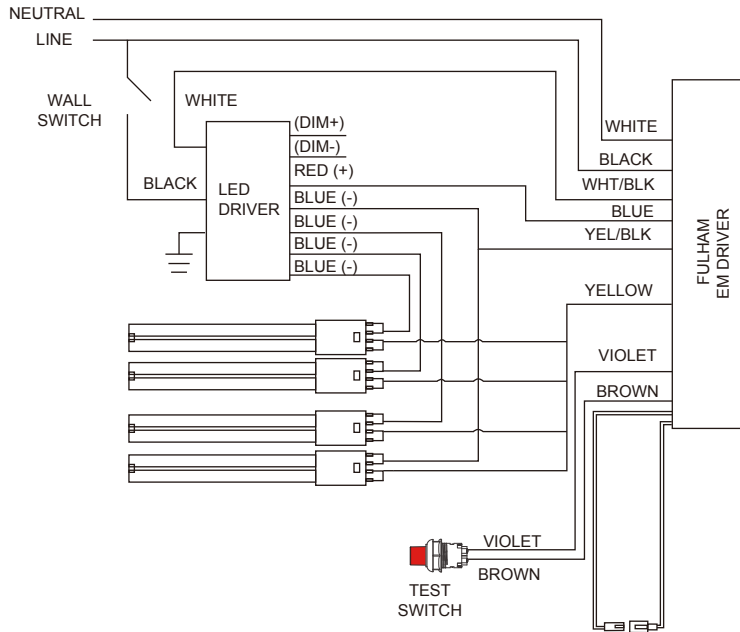 NEUTRAL
LINE
WALL
SWITCH
WHITE
BLACK
LED
DRIVER
(DIM+)
(DIM-)
RED (+)
BLUE (-)
BLUE (-)
BLUE (-)
BLUE (-)
WHITE
BLACK
WHT/BLK
BLUE
YEL/BLK
YELLOW
VIOLET
BROWN
FULHAM
EM DRIVER
VIOLET
BROWN
TEST
SWITCH